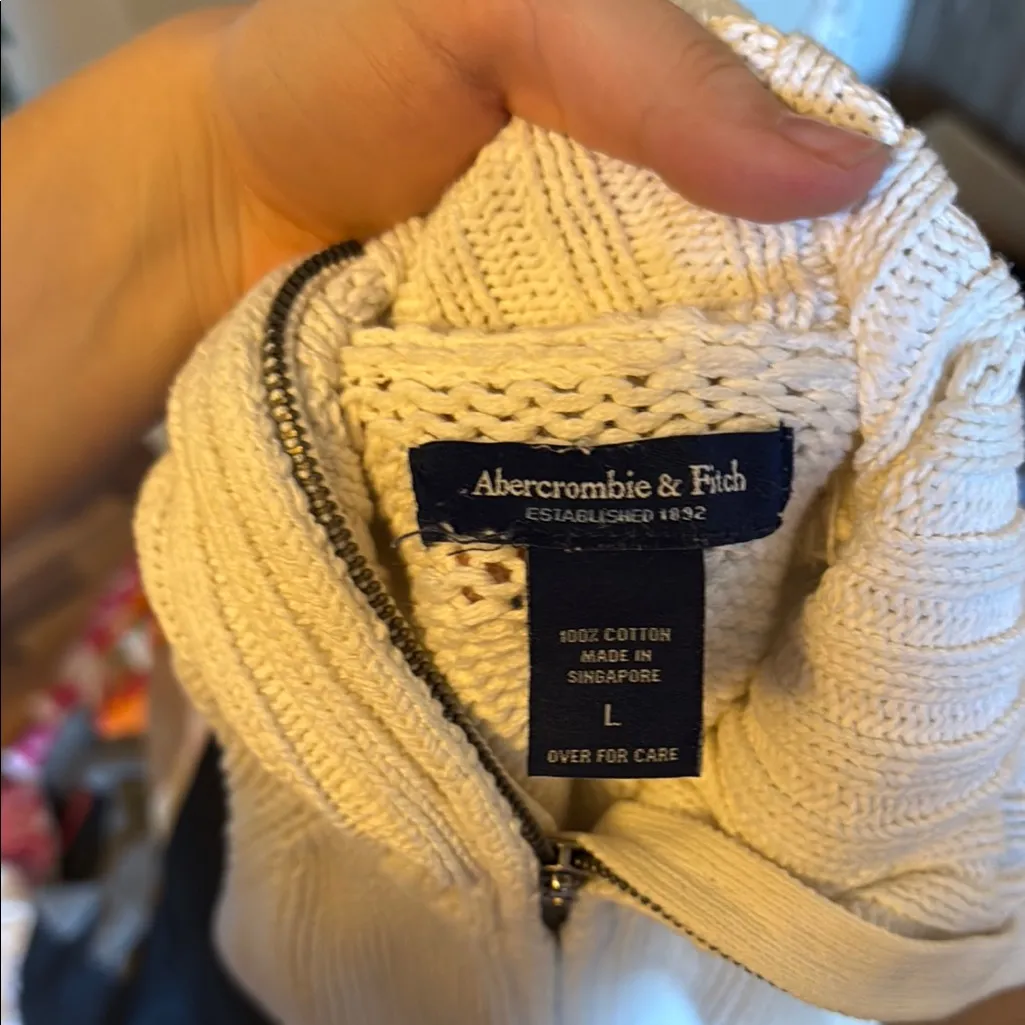 Abercrombie & Fitch
ESTABLISHED 1892
100% COTTON
MADE IN
SINGAPORE
L
OVER FOR CARE